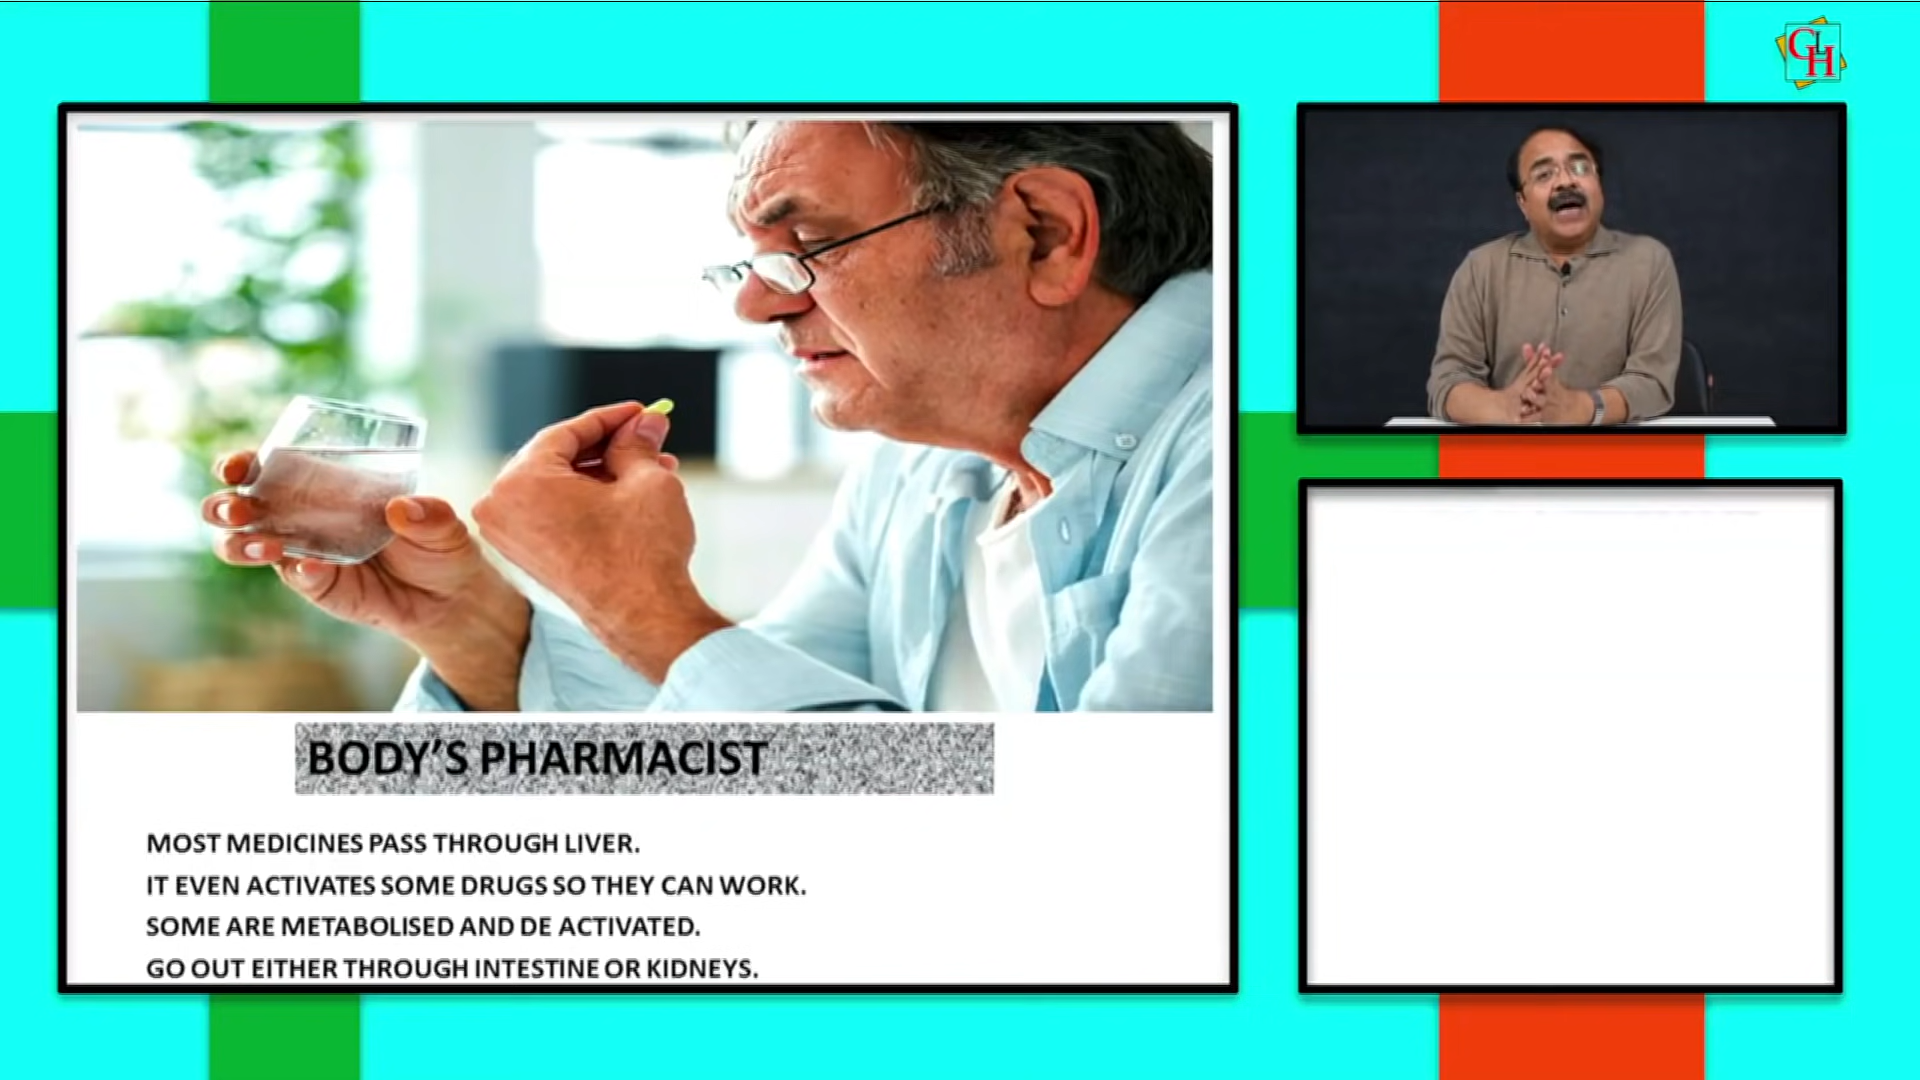 GLH
BODY'S PHARMACIST
MOST MEDICINES PASS THROUGH LIVER.
IT EVEN ACTIVATES SOME DRUGS SO THEY CAN WORK.
SOME ARE METABOLISED AND DE ACTIVATED.
GO OUT EITHER THROUGH INTESTINE OR KIDNEYS.